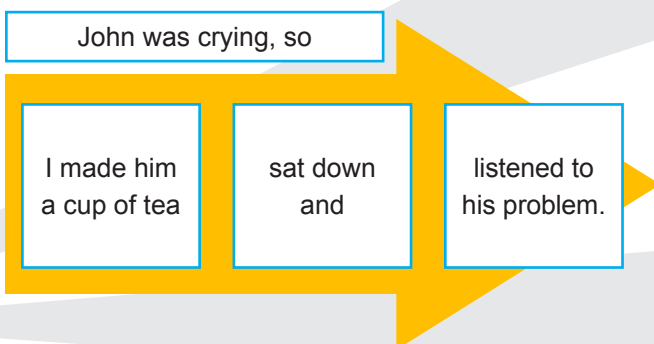 John was crying, so
I made him
a cup of tea
sat down
and
listened to
his problem.